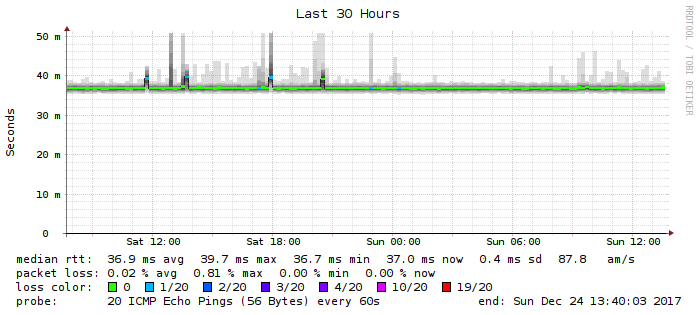 Last 30 Hours
RRDTOOL / TOBI OETIKER
Seconds
50 m
40 m
30 m
20 m
10 m
0
Sat 12:00 Sat 18:00 Sun 00:00 Sun 06:00 Sun 12:00
median rtt: 36.9 ms avg 39.7 ms max 36.7 ms min 37.0 ms now 0.4 ms sd 87.8 am/s
packet loss: 0.02 % avg 0.81 % max 0.00 % min 0.00 % now
loss color: 0 1/20 2/20 3/20 4/20 10/20 19/20
probe: 20 ICMP Echo Pings (56 Bytes) every 60s end: Sun Dec 24 13:40:03 2017